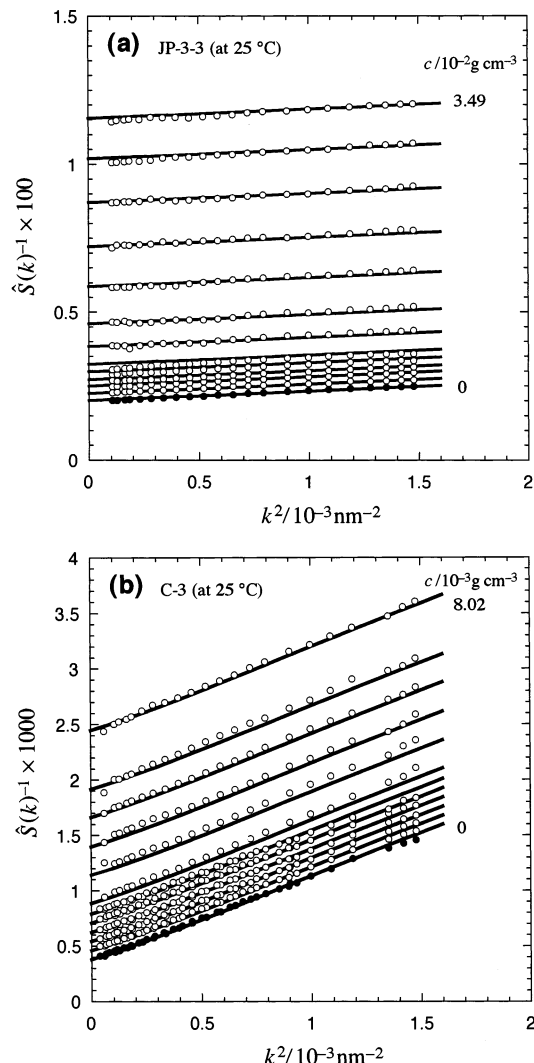 (a) JP-3-3 (at 25 °C)
c/10⁻²g cm⁻³
3.49
0
1.5
1
0.5
0
Ŝ(k)⁻¹ × 100
0 0.5 1 1.5 2
k²/10⁻³nm⁻²
(b) C-3 (at 25 °C)
c/10⁻³g cm⁻³
8.02
0
4
3.5
3
2.5
2
1.5
1
0.5
0
Ŝ(k)⁻¹ × 1000
0 0.5 1 1.5 2
k²/10⁻³nm⁻²